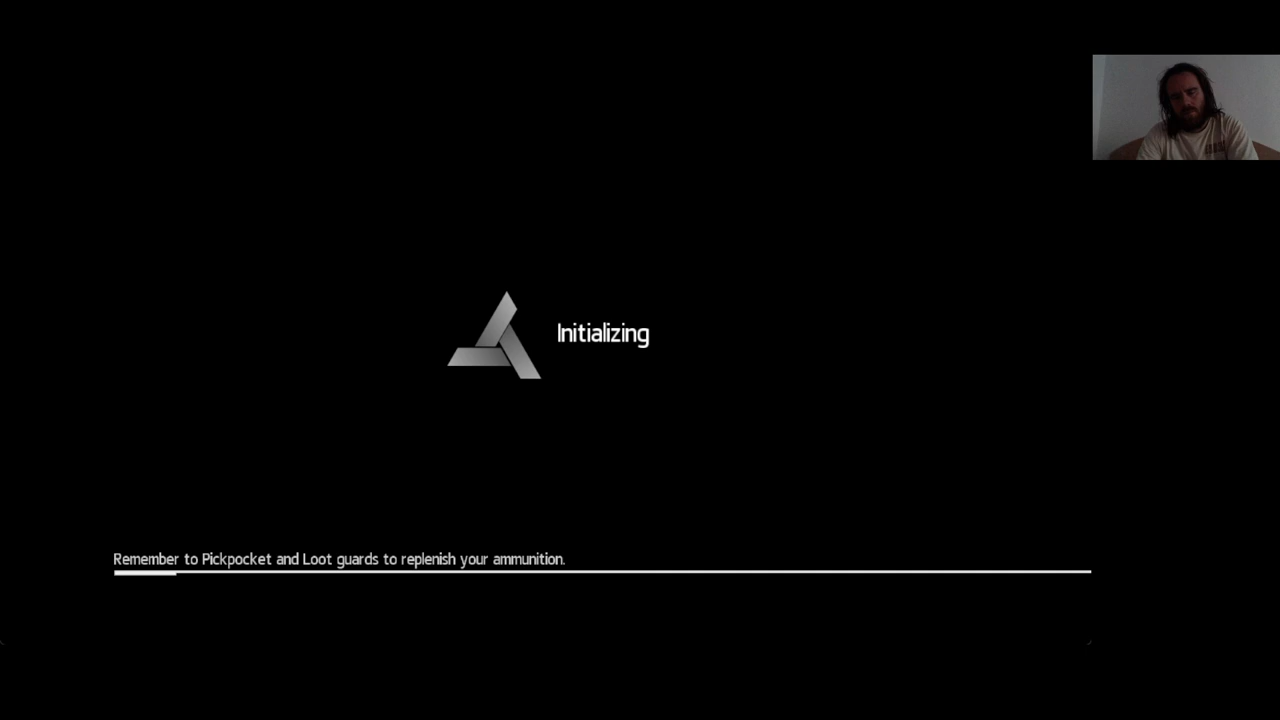 Initializing
Remember to Pickpocket and Loot guards to replenish your ammunition.